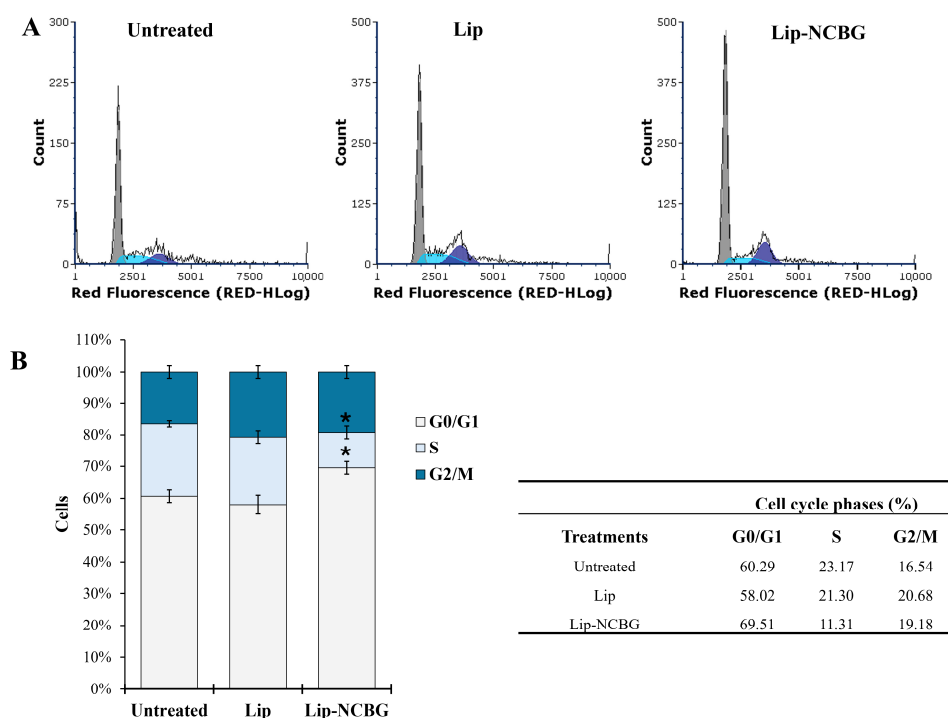 A
Untreated
Lip
Lip-NCBG
300
225
150
75
0
Count
1
2501
5001
7500
10000
Red Fluorescence (RED-HLog)
500
375
250
125
0
Count
1
2501
5001
7500
10000
Red Fluorescence (RED-HLog)
500
375
250
125
0
Count
1
2501
5001
7500
10000
Red Fluorescence (RED-HLog)
B
110%
100%
90%
80%
70%
60%
50%
40%
30%
20%
10%
0%
Cells
*
*
Untreated
Lip
Lip-NCBG
G0/G1
S
G2/M
Cell cycle phases (%)
Treatments G0/G1 S G2/M
Untreated 60.29 23.17 16.54
Lip 58.02 21.30 20.68
Lip-NCBG 69.51 11.31 19.18